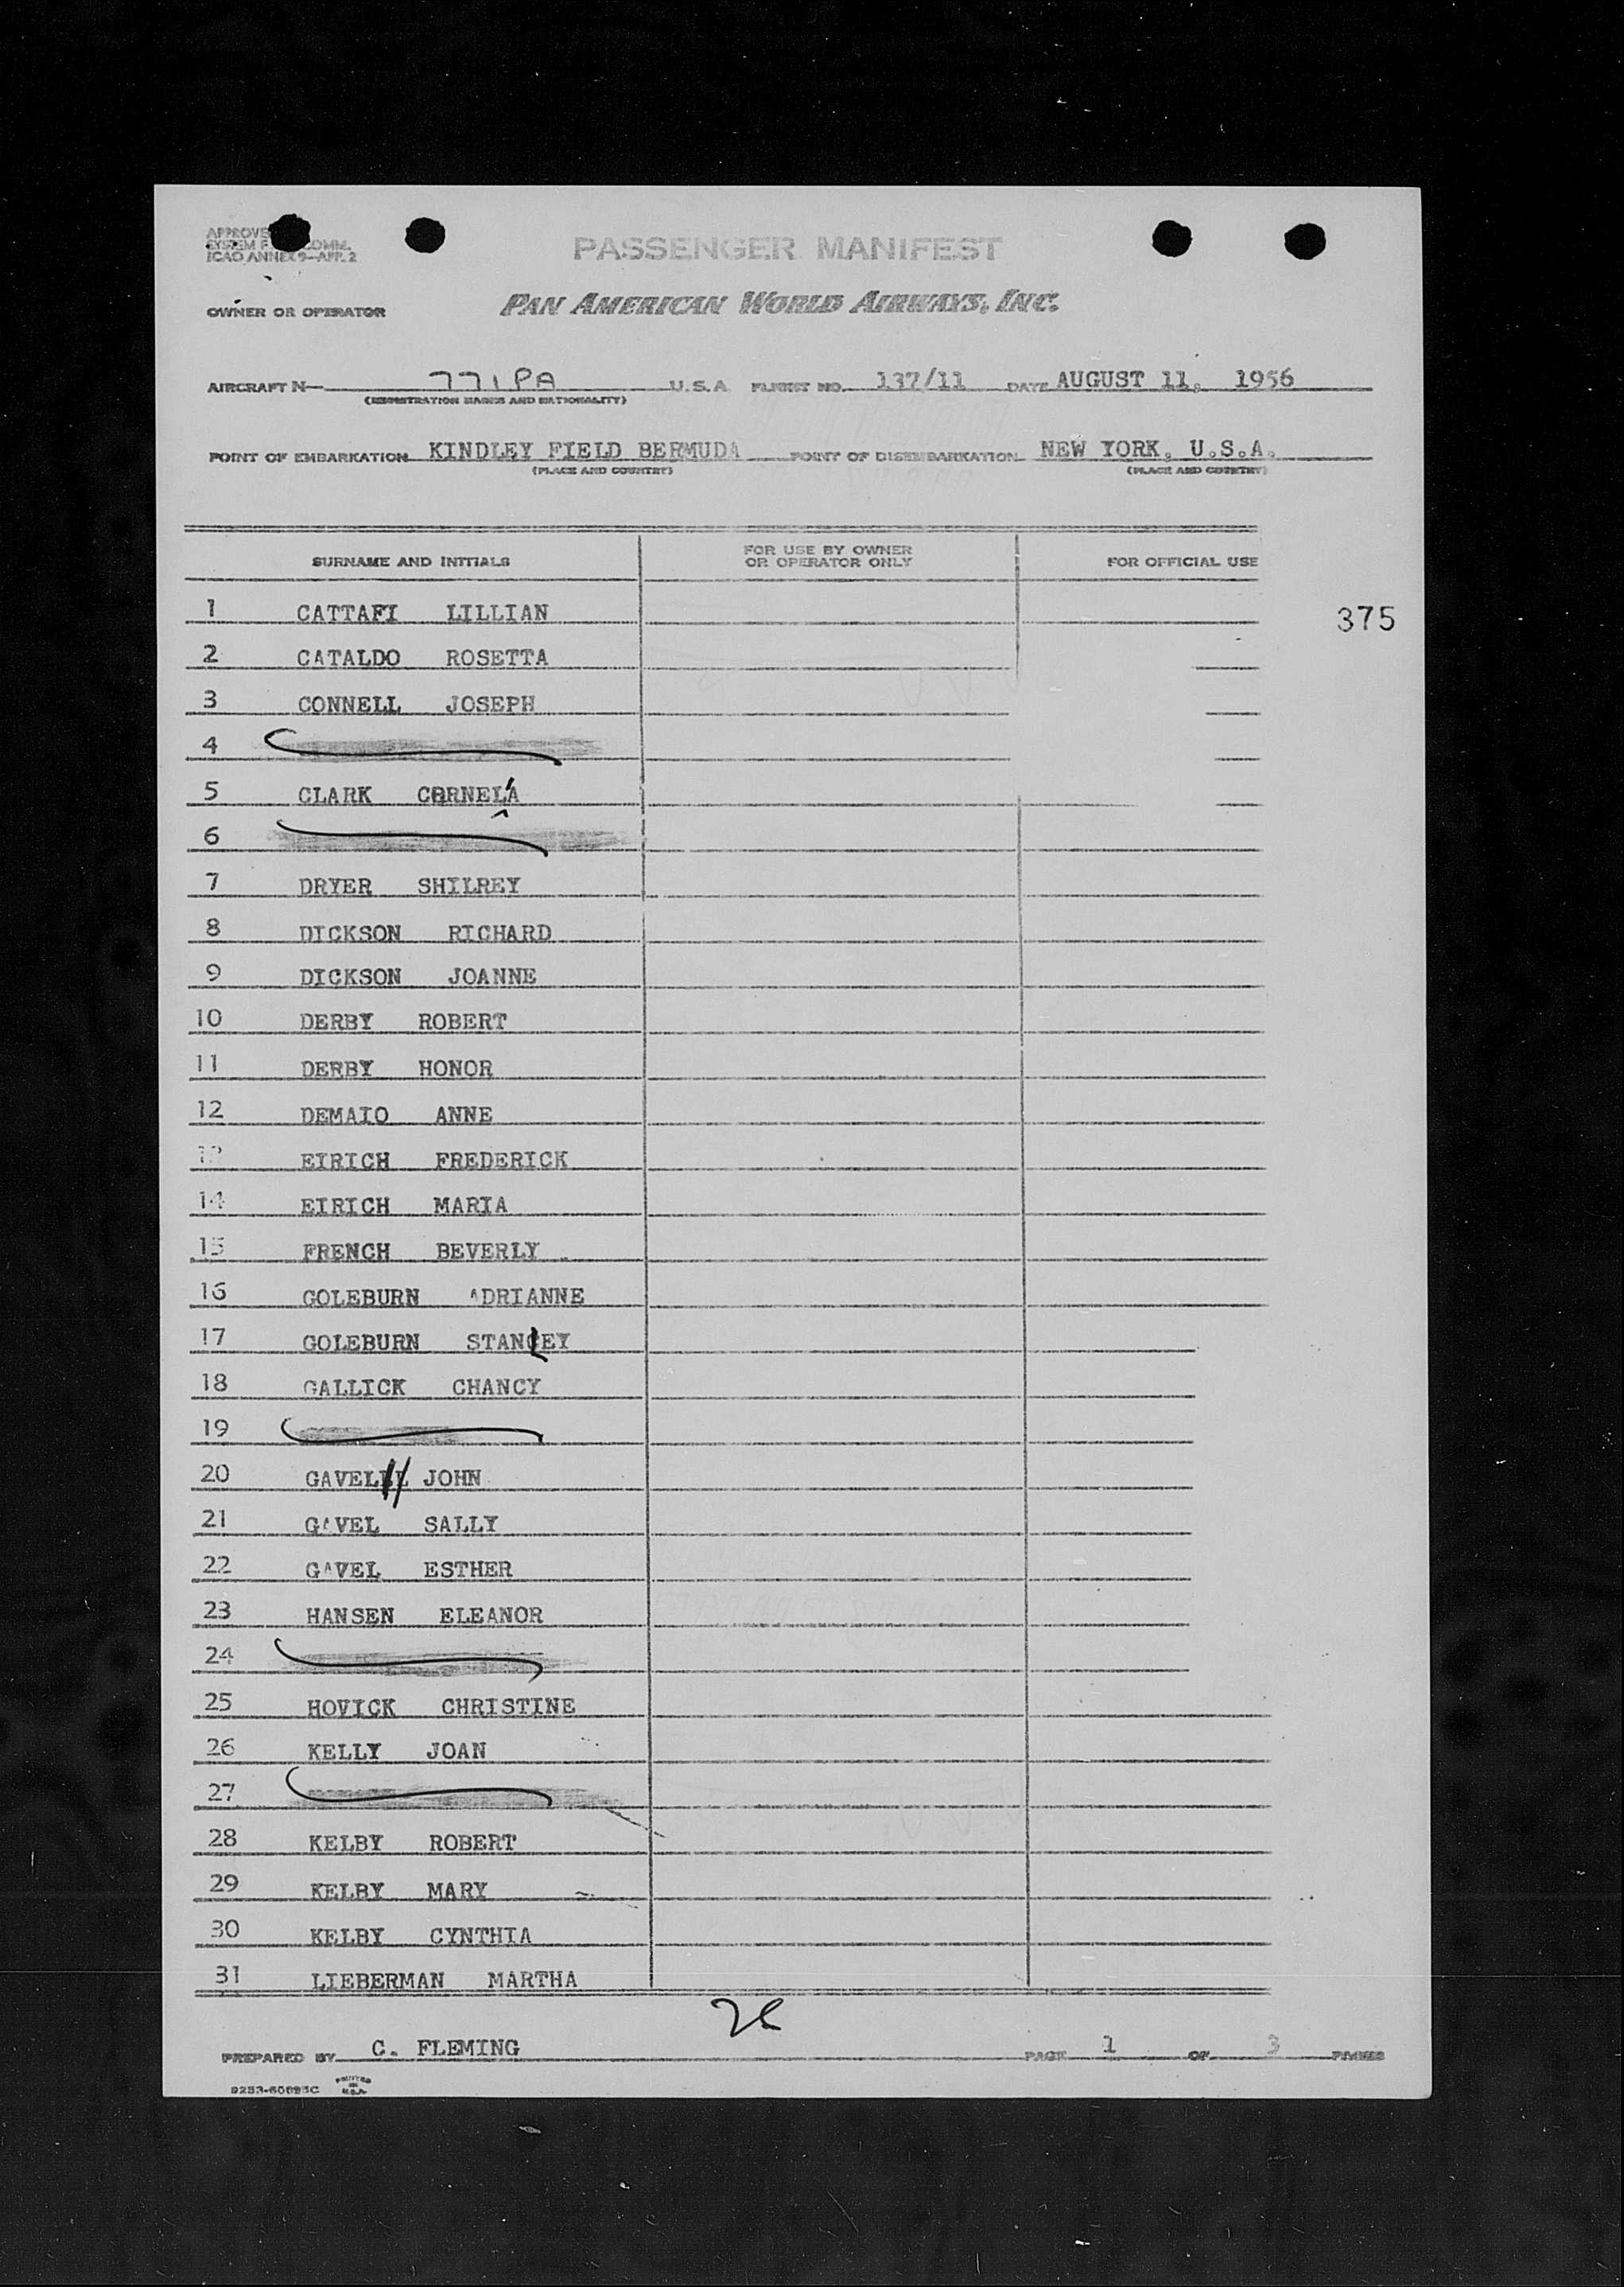 PASSENGER MANIFEST
ICAO ANNEX 9—APP. 2
OWNER OR OPERATOR PAN AMERICAN WORLD AIRWAYS, INC.
AIRCRAFT N— 771PA U.S.A FLIGHT NO. 137/11 DATE AUGUST 11, 1956
(REGISTRATION MARKS AND NATIONALITY)
POINT OF EMBARKATION KINDLEY FIELD BERMUDA POINT OF DISEMBARKATION NEW YORK, U.S.A.
(PLACE AND COUNTRY) (PLACE AND COUNTRY)
SURNAME AND INITIALS FOR USE BY OWNER OR OPERATOR ONLY FOR OFFICIAL USE
1 CATTAFI LILLIAN 375
2 CATALDO ROSETTA
3 CONNELL JOSEPH
4
5 CLARK
6
7 DRYER SHILREY
8 DICKSON RICHARD
9 DICKSON JOANNE
10 DERBY ROBERT
11 DERBY HONOR
12 DEMAIO ANNE
13 EIRICH FREDERICK
14 EIRICH MARIA
15 FRENCH BEVERLY
16 GOLEBURN ADRIANNE
17 GOLEBURN STANLEY
18 GALLICK CHANCY
19
20 GAVEL JOHN
21 GAVEL SALLY
22 GAVEL ESTHER
23 HANSEN ELEANOR
24
25 HOVICK CHRISTINE
26 KELLY JOAN
27
28 KELBY ROBERT
29 KELBY MARY
30 KELBY CYNTHIA
31 LIEBERMAN MARTHA
PREPARED BY C. FLEMING PAGE 1 OF 3 PAGES
PRINTED IN U.S.A.